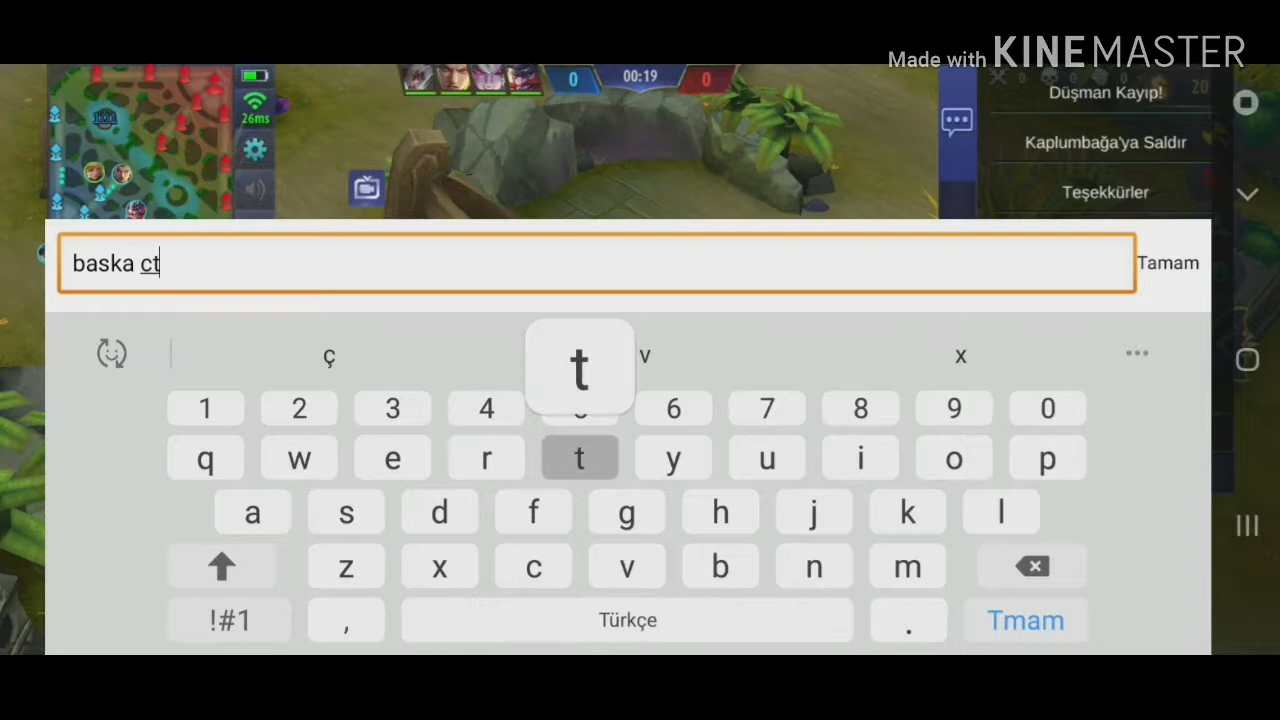 Made with KINEMASTER
26ms
0 00:19 0
Düşman Kayıp!
Kaplumbağa'ya Saldır
Teşekkürler
baska ct
Tamam
ç v x
t
1 2 3 4 6 7 8 9 0
q w e r t y u i o p
a s d f g h j k l
z x c v b n m
!#1 , Türkçe . Tmam